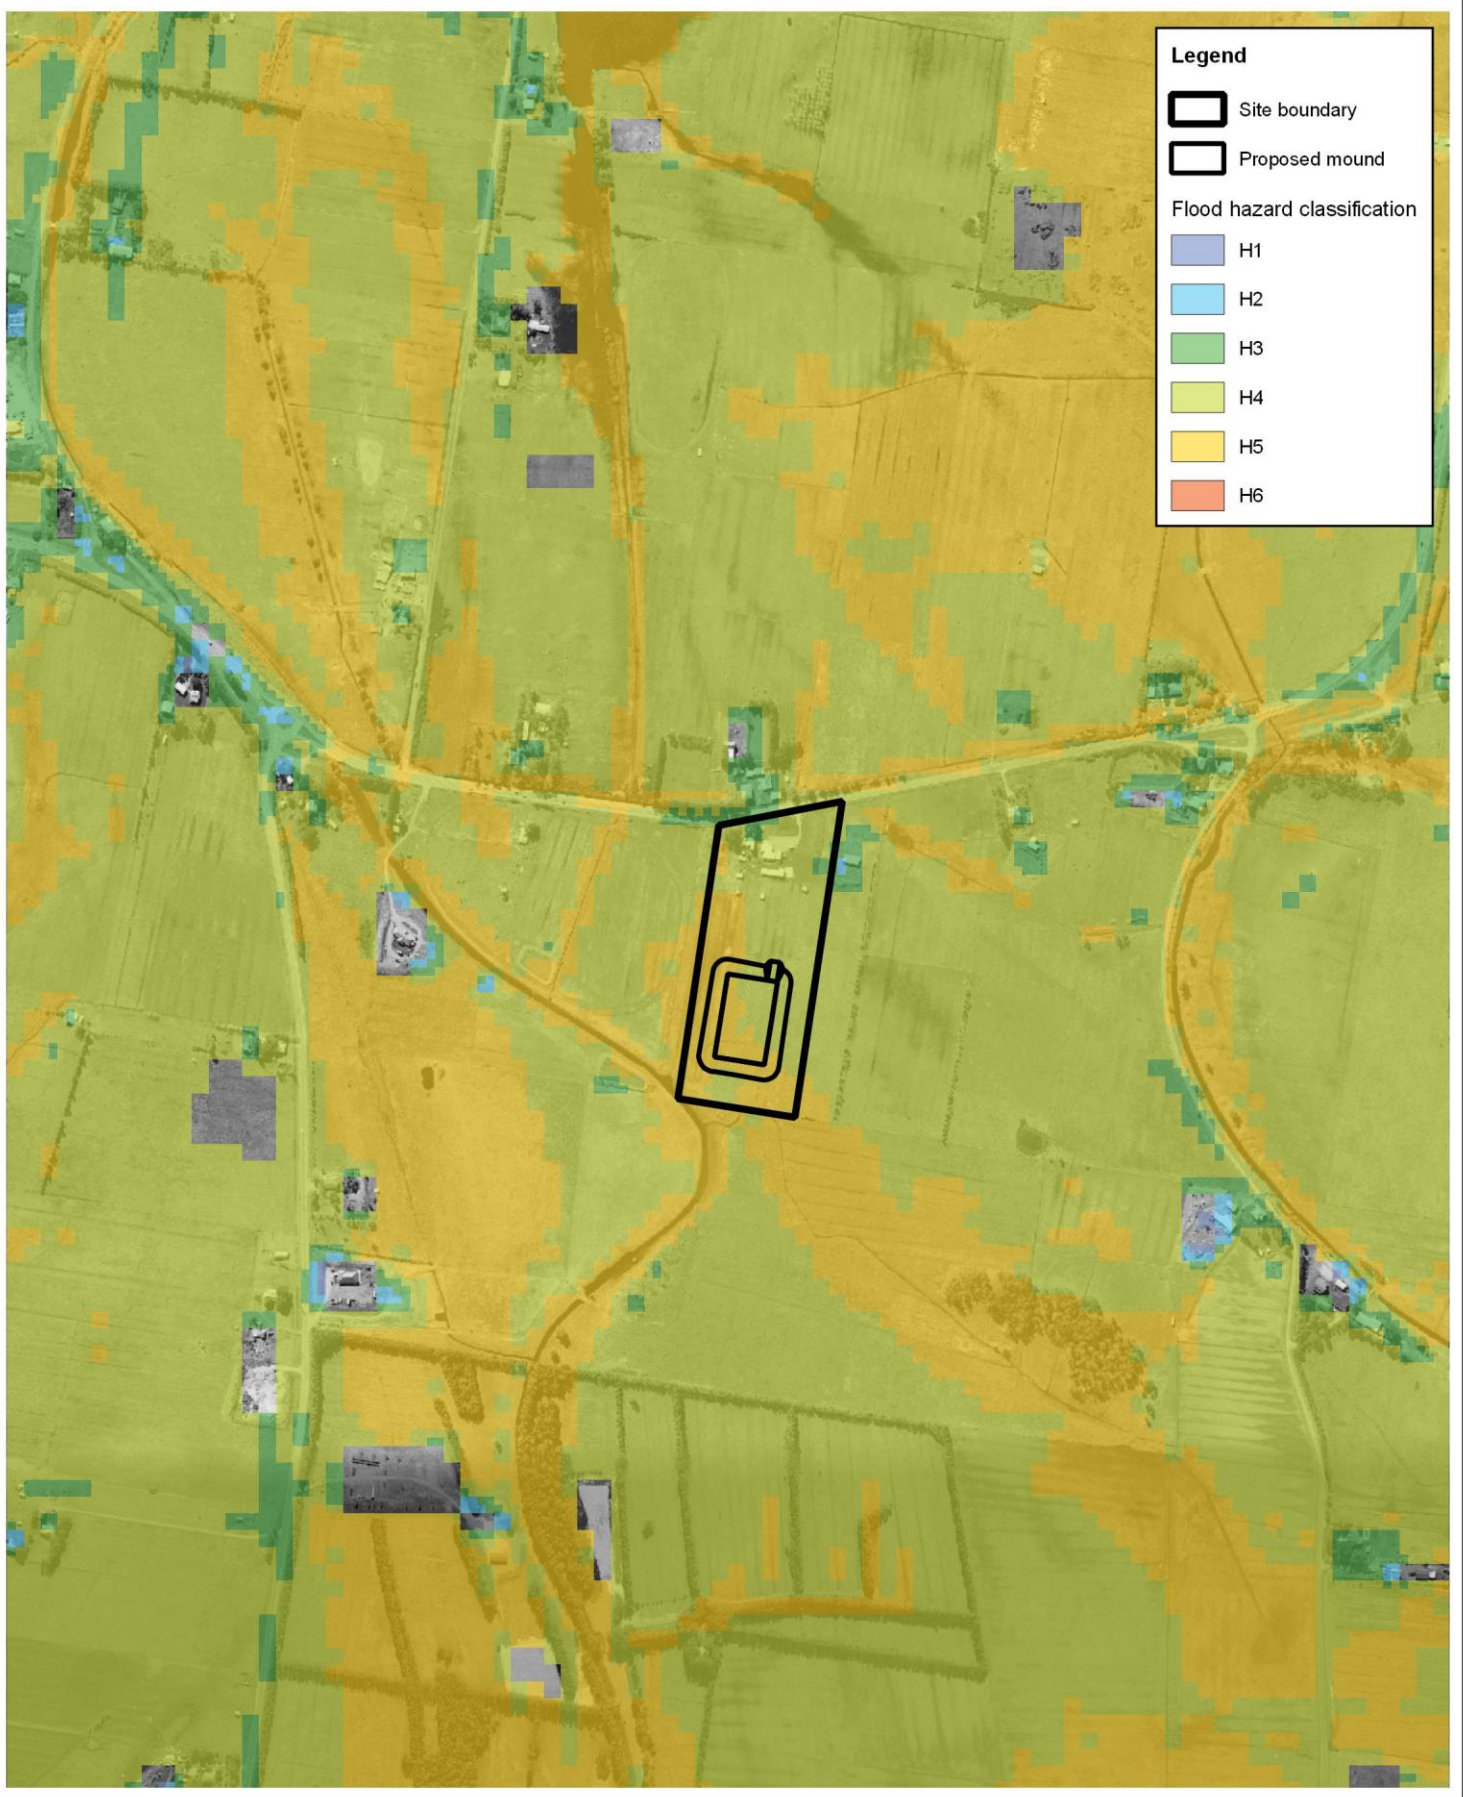 Legend
Site boundary
Proposed mound
Flood hazard classification
H1
H2
H3
H4
H5
H6